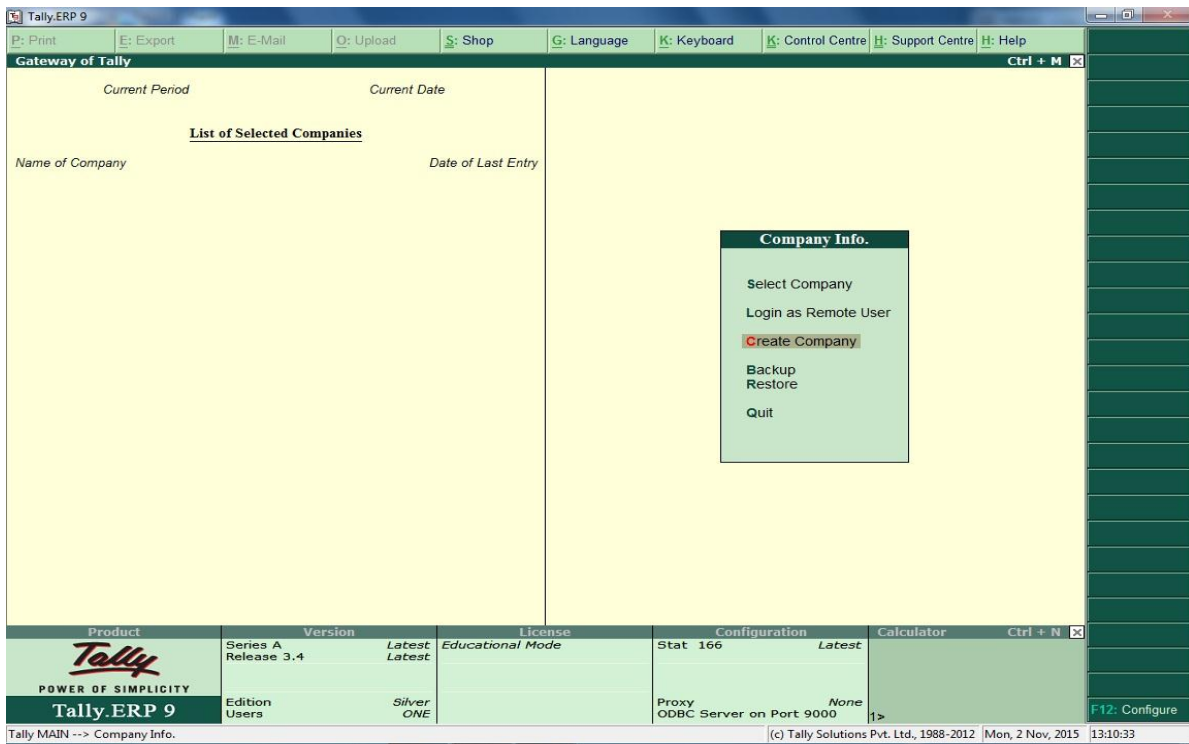 Tally.ERP 9
P: Print E: Export M: E-Mail O: Upload S: Shop G: Language K: Keyboard K: Control Centre H: Support Centre H: Help
Gateway of Tally Ctrl + M
Current Period Current Date
List of Selected Companies
Name of Company Date of Last Entry
Company Info.
Select Company
Login as Remote User
Create Company
Backup
Restore
Quit
Product Version License Configuration Calculator Ctrl + N
Tally
POWER OF SIMPLICITY
Tally.ERP 9
Series A Latest
Release 3.4 Latest
Edition Silver
Users ONE
Educational Mode
Stat 166 Latest
Proxy None
ODBC Server on Port 9000
1>
F12: Configure
Tally MAIN --> Company Info. (c) Tally Solutions Pvt. Ltd., 1988-2012 Mon, 2 Nov, 2015 13:10:33